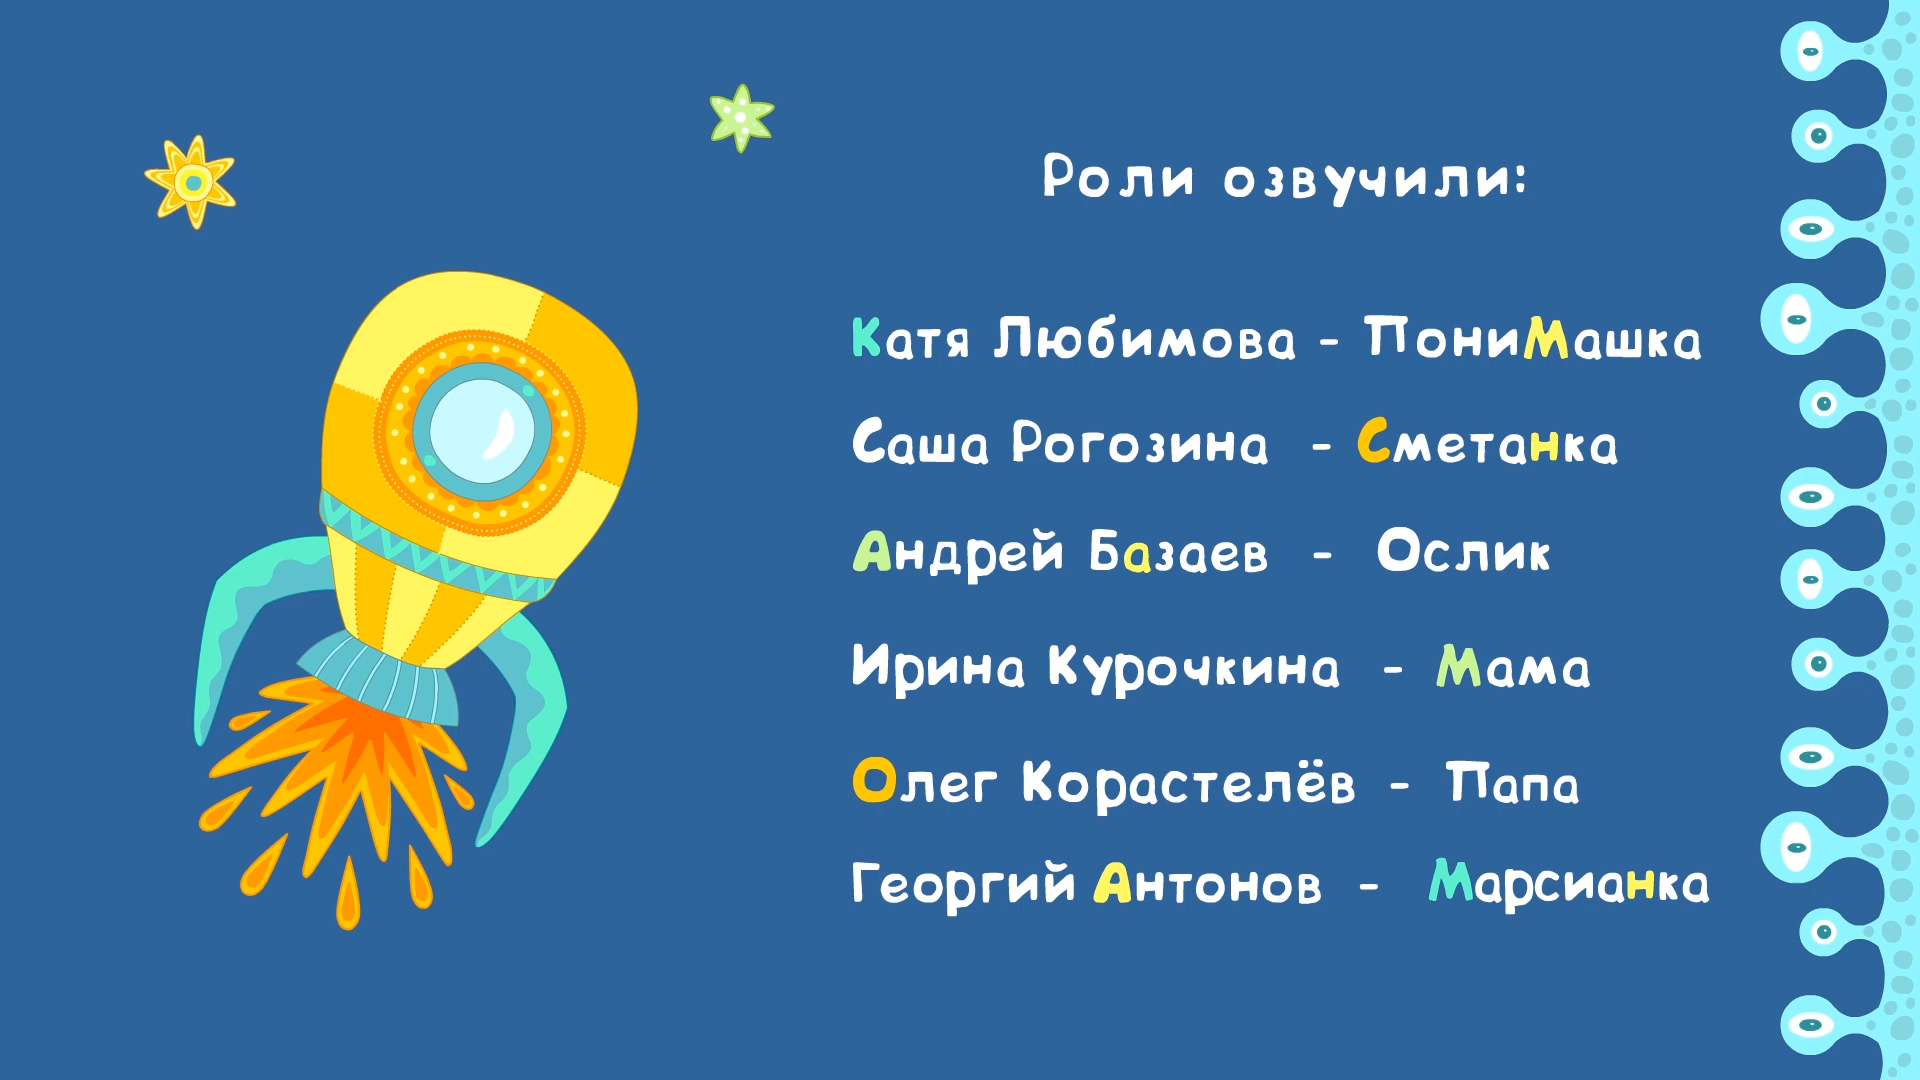 Роли озвучили:
Катя Любимова - ПониМашка
Саша Рогозина - Сметанка
Андрей Базаев - Ослик
Ирина Курочкина - Мама
Олег Корастелёв - Папа
Георгий Антонов - Марсианка